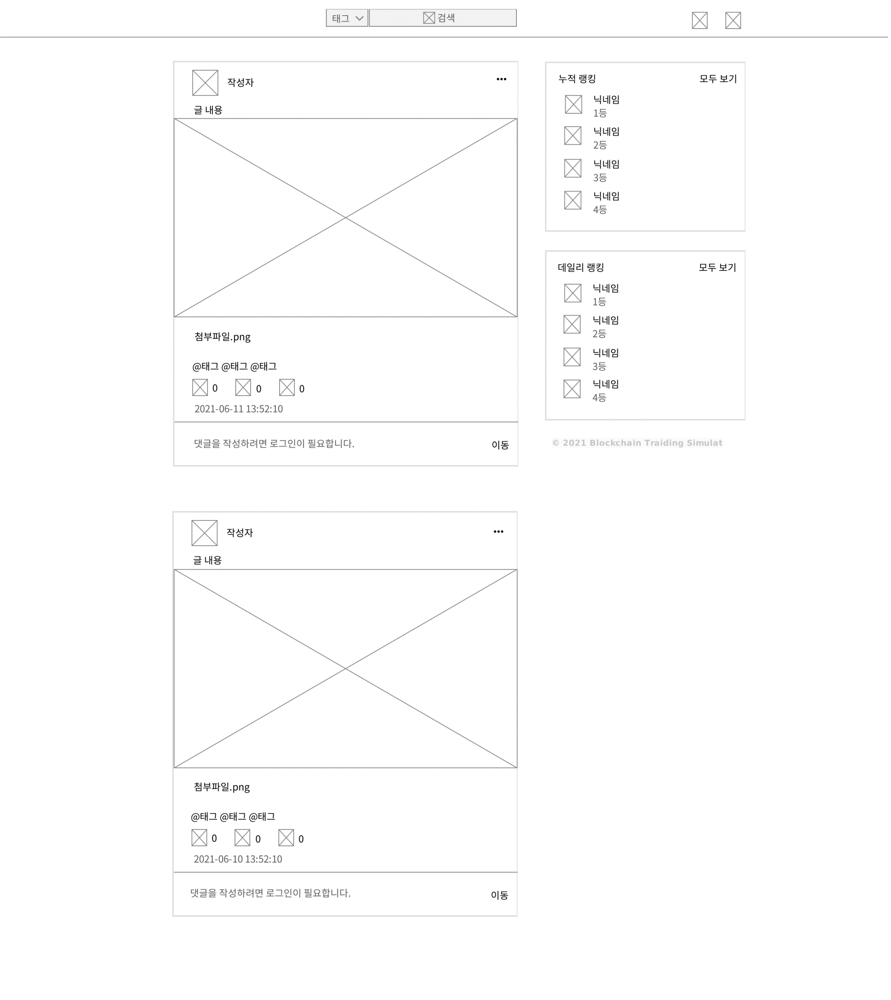 태그
검색
작성자
•••
글 내용
첨부파일.png
@태그 @태그 @태그
0 0 0
2021-06-11 13:52:10
댓글을 작성하려면 로그인이 필요합니다.
이동
누적 랭킹 모두 보기
닉네임
1등
닉네임
2등
닉네임
3등
닉네임
4등
데일리 랭킹 모두 보기
닉네임
1등
닉네임
2등
닉네임
3등
닉네임
4등
© 2021 Blockchain Traiding Simulat
작성자
•••
글 내용
첨부파일.png
@태그 @태그 @태그
0 0 0
2021-06-10 13:52:10
댓글을 작성하려면 로그인이 필요합니다.
이동